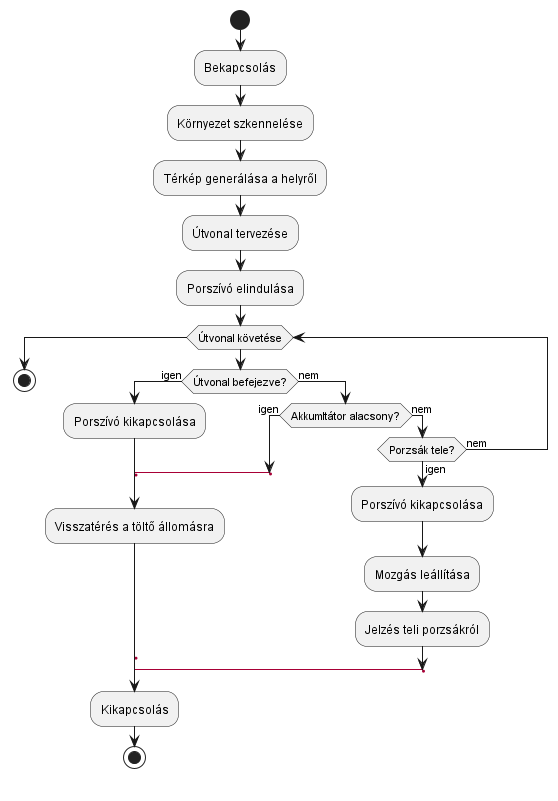 Bekapcsolás
Környezet szkennelése
Térkép generálása a helyről
Útvonal tervezése
Porszívó elindulása
Útvonal követése
igen
Útvonal befejezve?
nem
Porszívó kikapcsolása
igen
Akkumltátor alacsony?
nem
Porzsák tele?
nem
igen
Porszívó kikapcsolása
Visszatérés a töltő állomásra
Mozgás leállítása
Jelzés teli porzsákról
Kikapcsolás